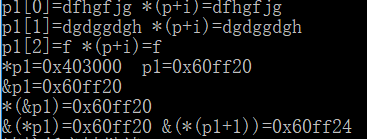 p1[0]=dfhgfjg *(p+i)=dfhgfjg
p1[1]=dgdggdgh *(p+i)=dgdggdgh
p1[2]=f *(p+i)=f
*p1=0x403000  p1=0x60ff20
&p1=0x60ff20
*(&p1)=0x60ff20
&(*p1)=0x60ff20 &(*(p1+1))=0x60ff24